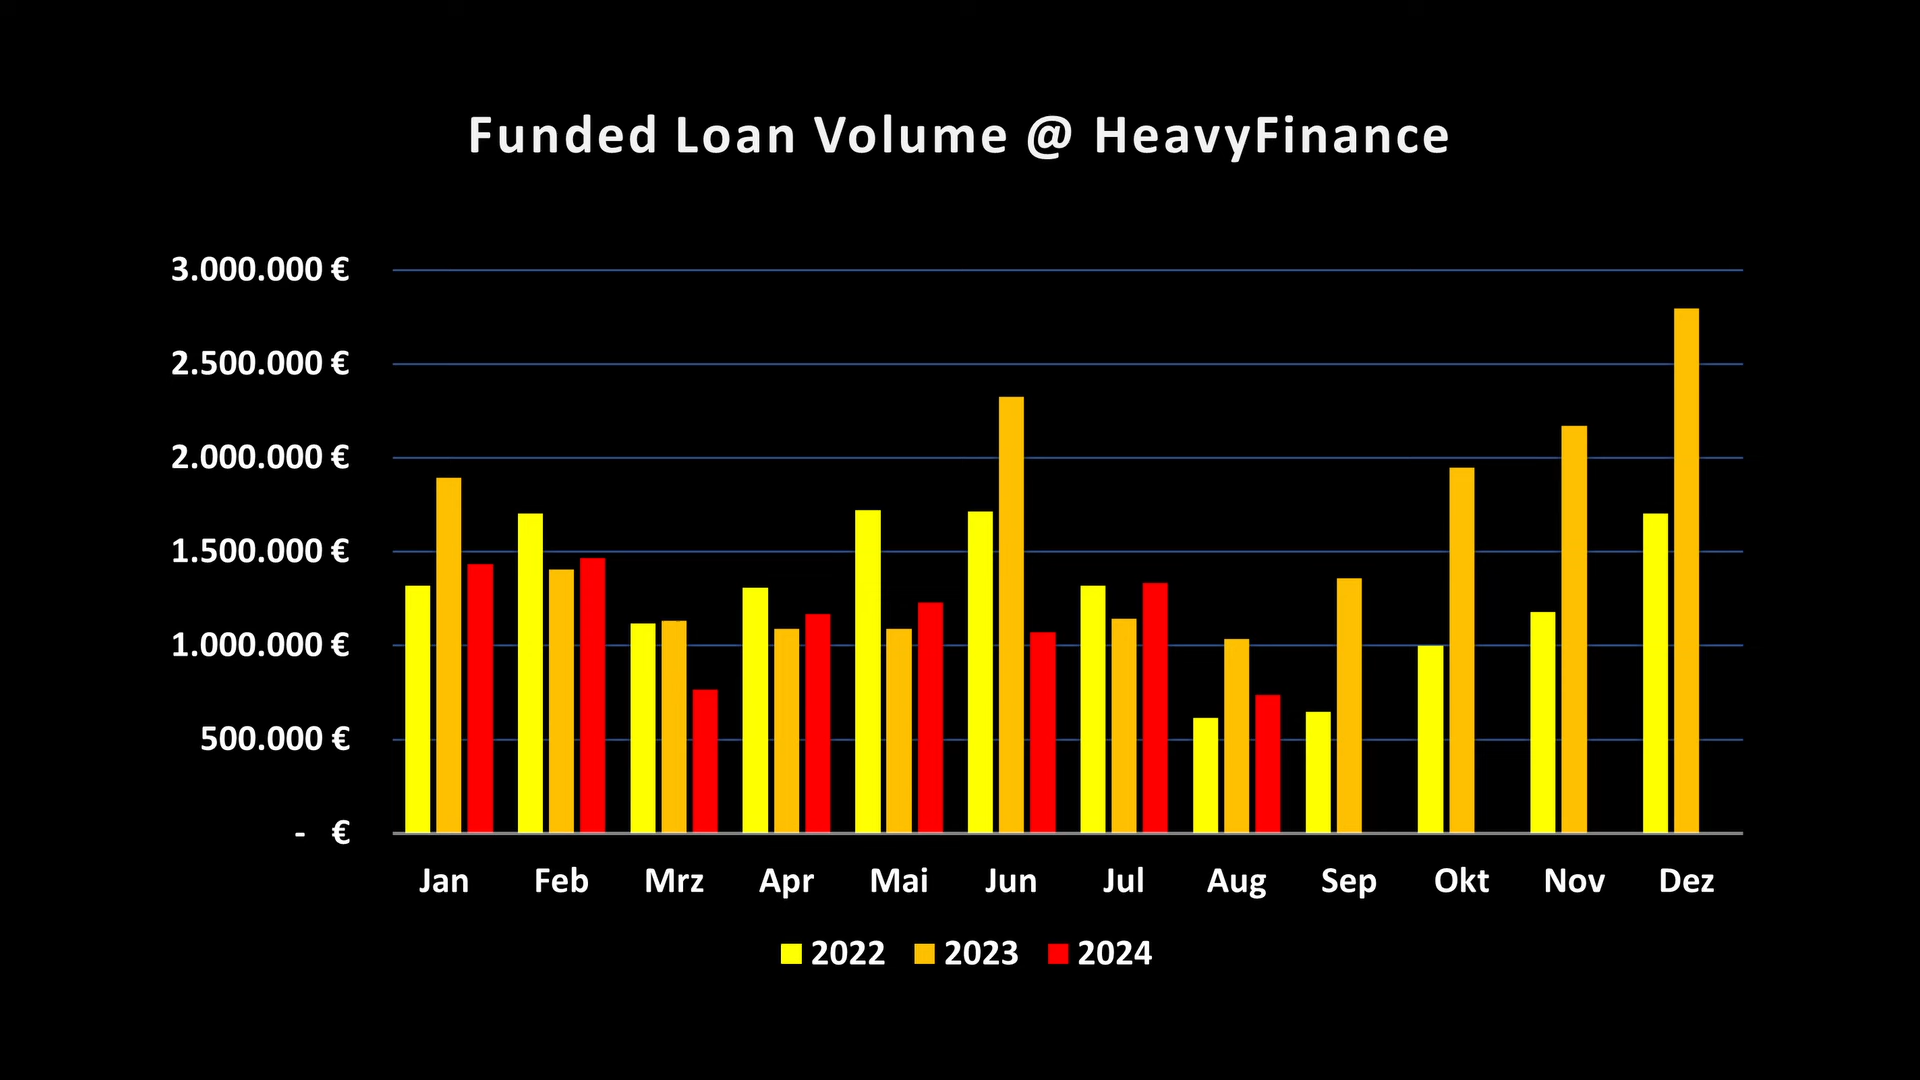 Funded Loan Volume @ HeavyFinance
3.000.000 €
2.500.000 €
2.000.000 €
1.500.000 €
1.000.000 €
500.000 €
- €
Jan Feb Mrz Apr Mai Jun Jul Aug Sep Okt Nov Dez
2022 2023 2024